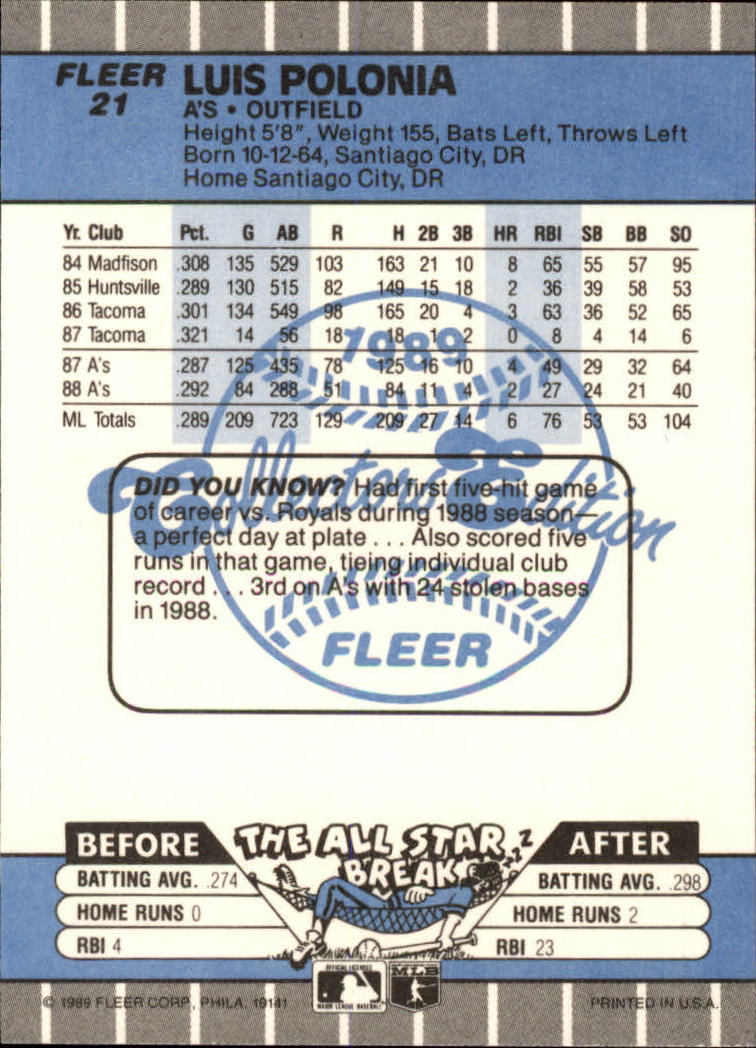 FLEER LUIS POLONIA
21 A'S • OUTFIELD
Height 5'8", Weight 155, Bats Left, Throws Left
Born 10-12-64, Santiago City, DR
Home Santiago City, DR
Yr. Club Pct. G AB R H 2B 3B HR RBI SB BB SO
84 Madfison .308 135 529 103 163 21 10 8 65 55 57 95
85 Huntsville .289 130 515 82 149 15 18 2 36 39 58 53
86 Tacoma .301 134 549 98 165 20 4 3 63 36 52 65
87 Tacoma .321 14 56 18 18 1 2 0 8 4 14 6
87 A's .287 125 435 78 125 16 10 4 49 29 32 64
88 A's .292 84 288 51 84 11 4 2 27 24 21 40
ML Totals .289 209 723 129 209 27 14 6 76 53 53 104
1989
Collectors' Edition
FLEER
DID YOU KNOW? Had first five-hit game
of career vs. Royals during 1988 season—
a perfect day at plate . . . Also scored five
runs in that game, tieing individual club
record . . . 3rd on A's with 24 stolen bases
in 1988.
BEFORE THE ALL STAR BREAK ZZZ AFTER
BATTING AVG. .274 BATTING AVG. .298
HOME RUNS 0 HOME RUNS 2
RBI 4 RBI 23
OFFICIAL LICENSEE
MAJOR LEAGUE BASEBALL
MLB
© 1989 FLEER CORP., PHILA. 19141 PRINTED IN U.S.A.